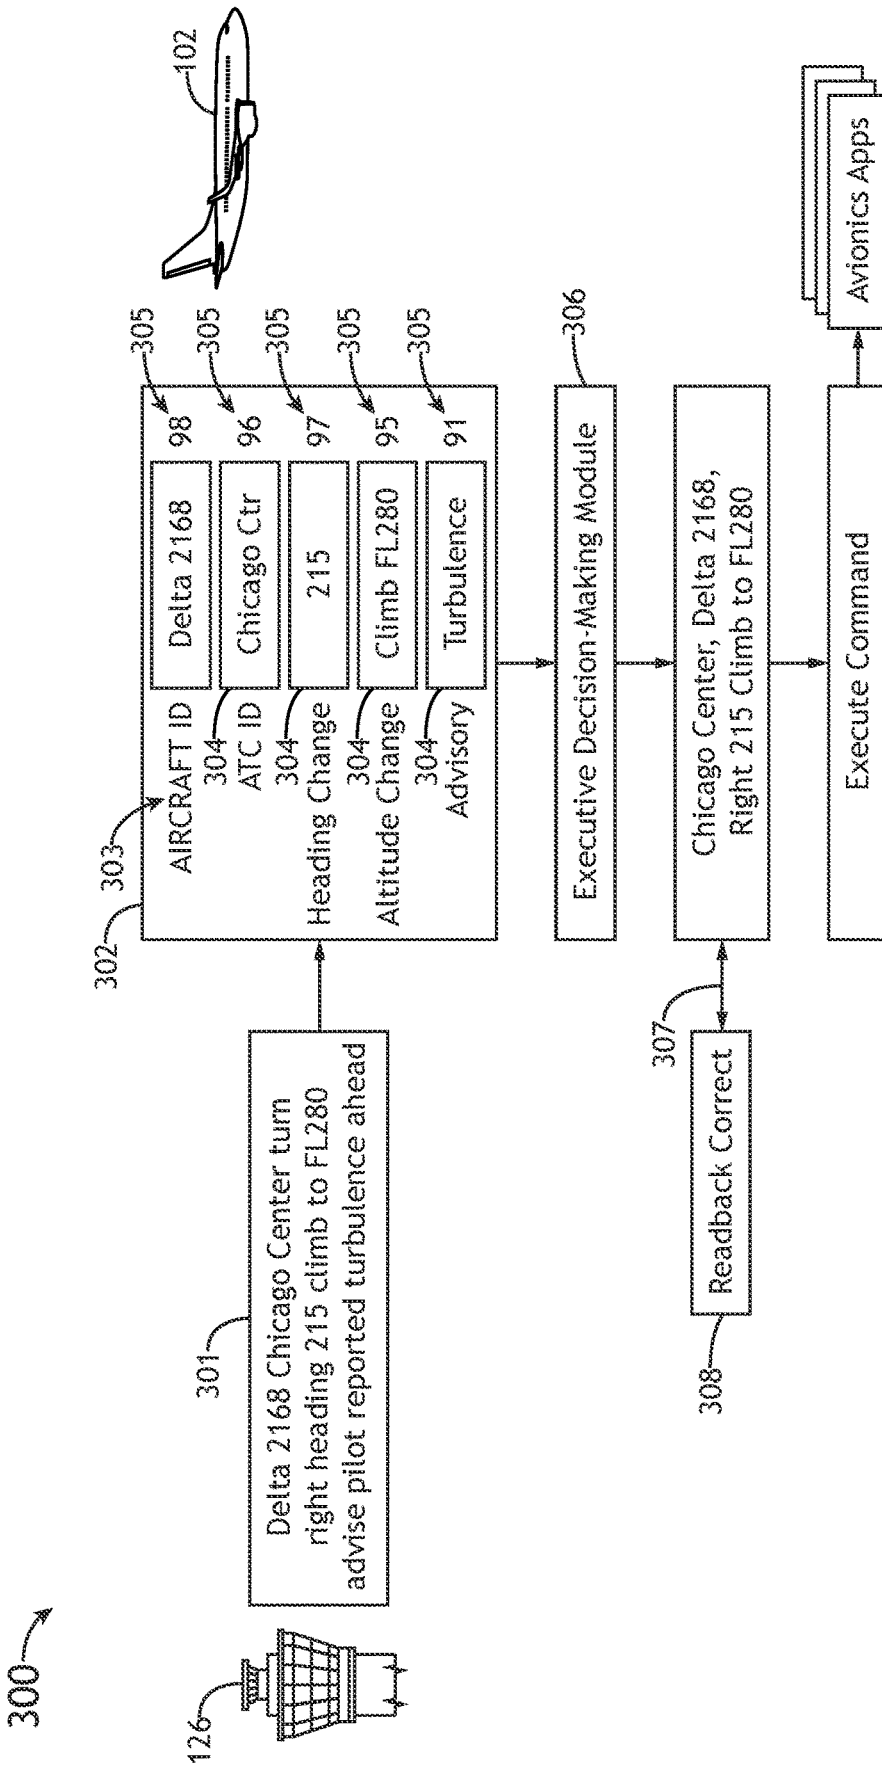 300
126
301
Delta 2168 Chicago Center turn
right heading 215 climb to FL280
advise pilot reported turbulence ahead
302
303
AIRCRAFT ID
Delta 2168
98
305
304
ATC ID
Chicago Ctr
96
305
304
Heading Change
215
97
305
304
Altitude Change
Climb FL280
95
305
304
Advisory
Turbulence
91
305
102
Executive Decision-Making Module
306
308
Readback Correct
307
Chicago Center, Delta 2168,
Right 215 Climb to FL280
Execute Command
Avionics Apps